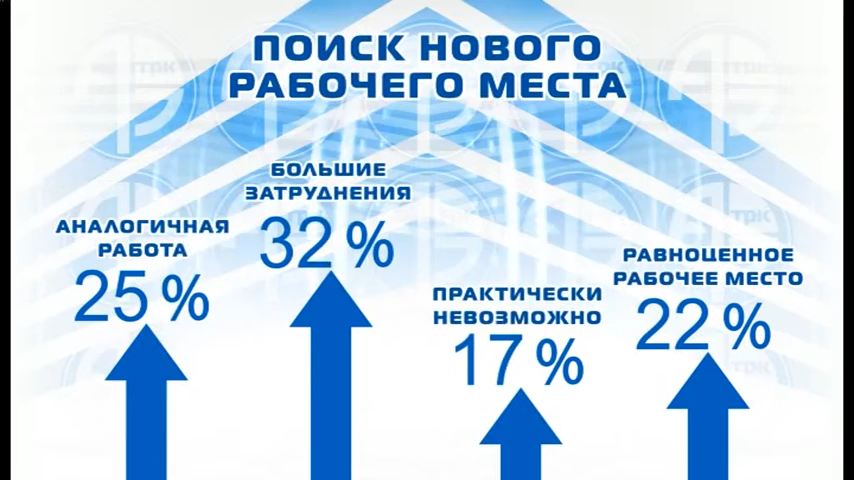 ПОИСК НОВОГО
РАБОЧЕГО МЕСТА
АНАЛОГИЧНАЯ
РАБОТА
25 %
БОЛЬШИЕ
ЗАТРУДНЕНИЯ
32 %
ПРАКТИЧЕСКИ
НЕВОЗМОЖНО
17 %
РАВНОЦЕННОЕ
РАБОЧЕЕ МЕСТО
22 %